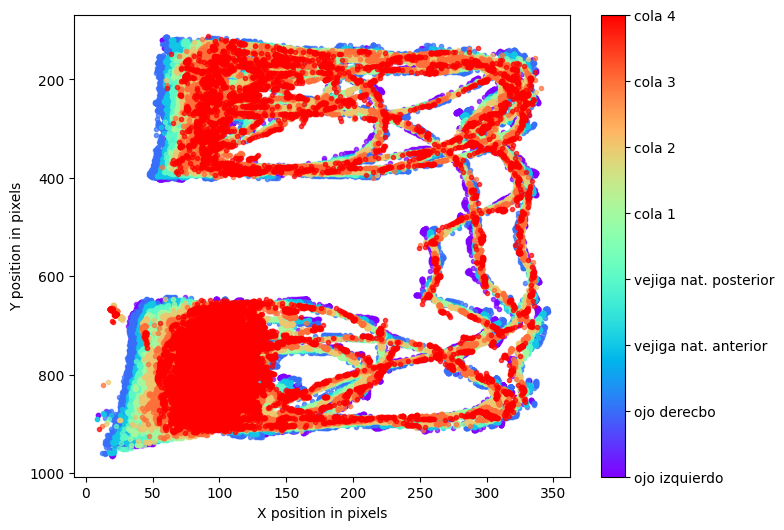 200
400
600
800
1000
Y position in pixels
0
50
100
150
200
250
300
350
X position in pixels
cola 4
cola 3
cola 2
cola 1
vejiga nat. posterior
vejiga nat. anterior
ojo derecbo
ojo izquierdo